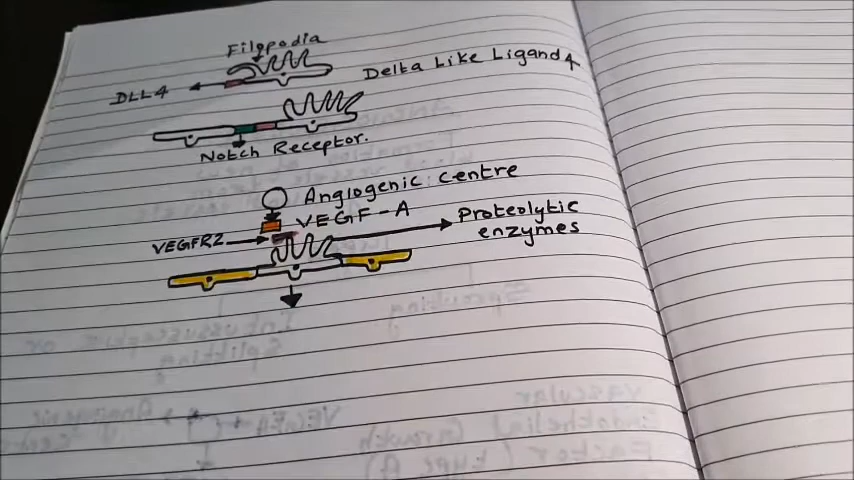 Filopodia
DLL4
Delta Like Ligand 4
Notch Receptor.
Angiogenic Centre
VEGF-A
VEGFR2
Proteolytic
enzymes